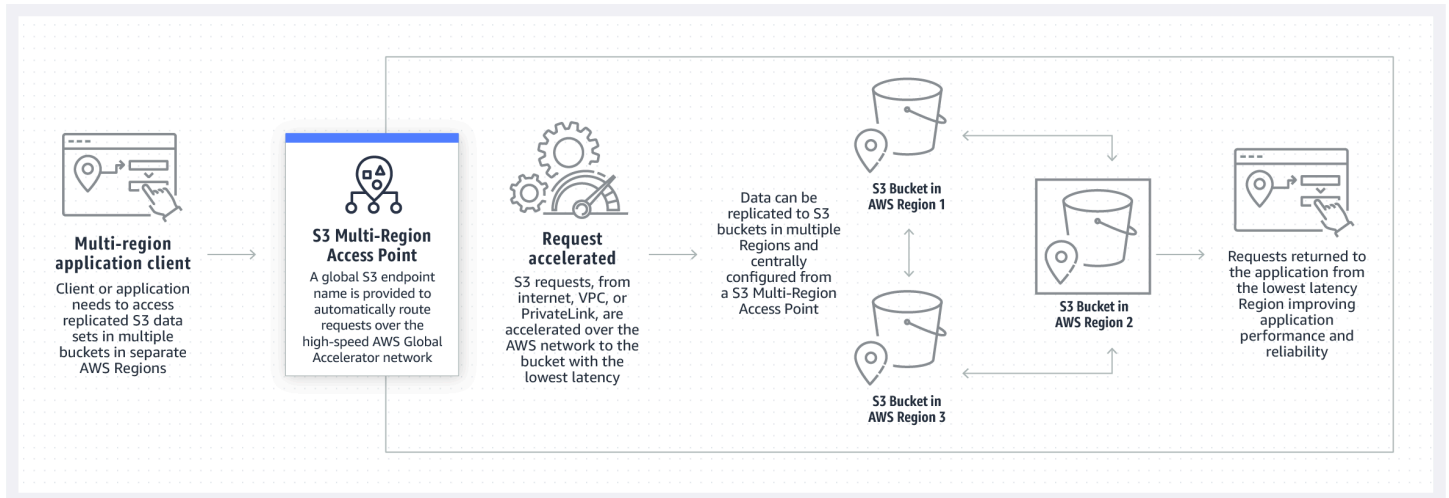 Multi-region
application client
Client or application
needs to access
replicated S3 data
sets in multiple
buckets in separate
AWS Regions
S3 Multi-Region
Access Point
A global S3 endpoint
name is provided to
automatically route
requests over the
high-speed AWS Global
Accelerator network
Request
accelerated
S3 requests, from
internet, VPC, or
PrivateLink, are
accelerated over the
AWS network to the
bucket with the
lowest latency
Data can be
replicated to S3
buckets in multiple
Regions and
centrally
configured from
a S3 Multi-Region
Access Point
S3 Bucket in
AWS Region 1
S3 Bucket in
AWS Region 3
S3 Bucket in
AWS Region 2
Requests returned to
the application from
the lowest latency
Region improving
application
performance and
reliability